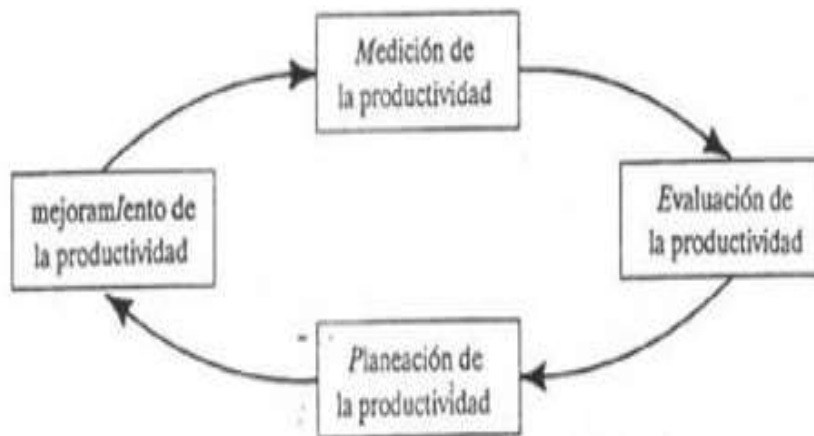 Medición de
la productividad
Evaluación de
la productividad
Planeación de
la productividad
mejoramIento de
la productividad